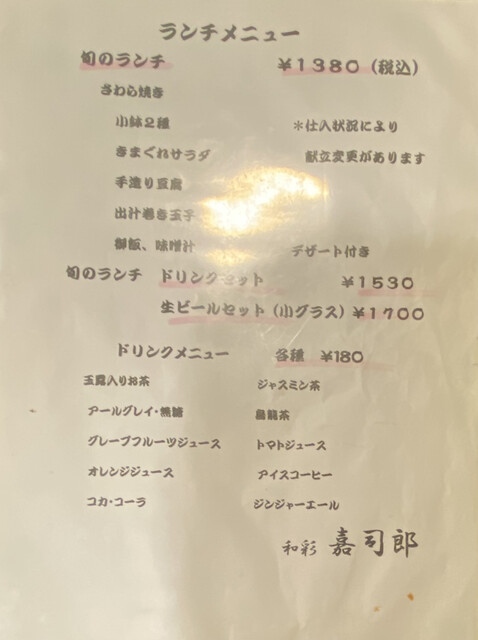 ランチメニュー
旬のランチ ¥1380（税込）
さわら焼き
小鉢2種 *仕入状況により
きまぐれサラダ 献立変更があります
手造り豆腐
出汁巻き玉子
御飯、味噌汁 デザート付き
旬のランチ ドリンクセット ¥1530
生ビールセット（小グラス）¥1700
ドリンクメニュー 各種 ¥180
玉露入りお茶 ジャスミン茶
アールグレイ・無糖 烏龍茶
グレープフルーツジュース トマトジュース
オレンジジュース アイスコーヒー
コカ・コーラ ジンジャーエール
和彩 嘉司郎